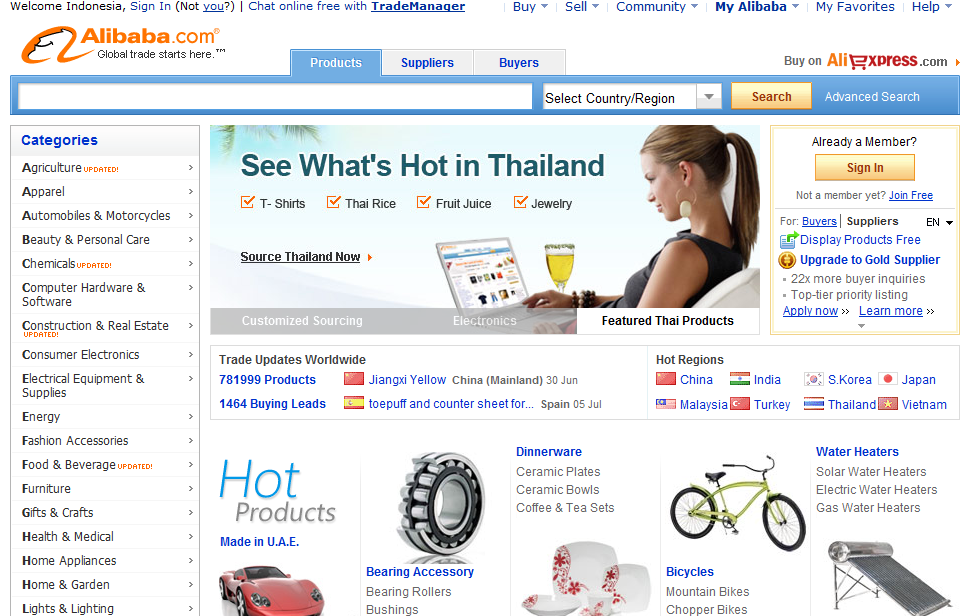 Welcome Indonesia, Sign In (Not you?) | Chat online free with TradeManager
Buy Sell Community My Alibaba My Favorites Help
Alibaba.com®
Global trade starts here.™
Products Suppliers Buyers
Buy on AliExpress.com
Select Country/Region Search Advanced Search
Categories
Agriculture UPDATED!
Apparel
Automobiles & Motorcycles
Beauty & Personal Care
Chemicals UPDATED!
Computer Hardware &
Software
Construction & Real Estate
UPDATED!
Consumer Electronics
Electrical Equipment &
Supplies
Energy
Fashion Accessories
Food & Beverage UPDATED!
Furniture
Gifts & Crafts
Health & Medical
Home Appliances
Home & Garden
Lights & Lighting
See What's Hot in Thailand
T- Shirts Thai Rice Fruit Juice Jewelry
Source Thailand Now
Customized Sourcing Electronics Featured Thai Products
Already a Member?
Sign In
Not a member yet? Join Free
For: Buyers | Suppliers EN
Display Products Free
Upgrade to Gold Supplier
22x more buyer inquiries
Top-tier priority listing
Apply now >> Learn more >>
Trade Updates Worldwide
781999 Products Jiangxi Yellow China (Mainland) 30 Jun
1464 Buying Leads toepuff and counter sheet for... Spain 05 Jul
Hot Regions
China India S.Korea Japan
Malaysia Turkey Thailand Vietnam
Hot
Products
Made in U.A.E.
Bearing Accessory
Bearing Rollers
Bushings
Dinnerware
Ceramic Plates
Ceramic Bowls
Coffee & Tea Sets
Bicycles
Mountain Bikes
Chopper Bikes
Water Heaters
Solar Water Heaters
Electric Water Heaters
Gas Water Heaters